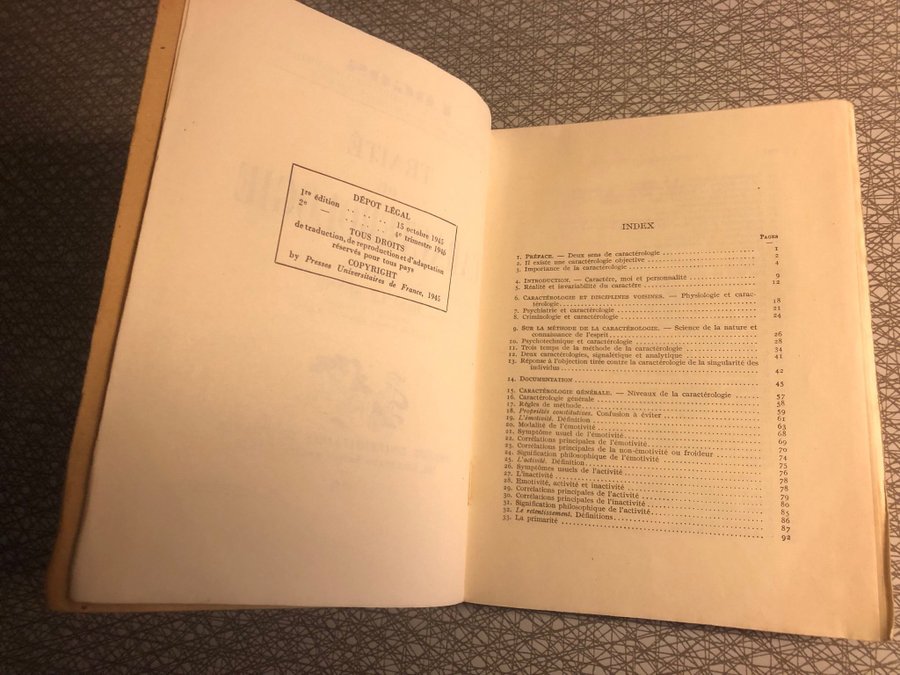 DÉPOT LÉGAL
1re édition .. .. .. 15 octobre 1945
2e — .. .. .. 4e trimestre 1946
TOUS DROITS
de traduction, de reproduction et d'adaptation
réservés pour tous pays
COPYRIGHT
by Presses Universitaires de France, 1945
INDEX
Pages
1. Préface. — Deux sens de caractérologie 1
2. Il existe une caractérologie objective 2
3. Importance de la caractérologie 4
4. Introduction. — Caractère, moi et personnalité 9
5. Réalité et invariabilité du caractère 12
6. Caractérologie et disciplines voisines. — Physiologie et carac-
térologie 18
7. Psychiatrie et caractérologie 21
8. Criminologie et caractérologie 24
9. Sur la méthode de la caractérologie. — Science de la nature et
connaissance de l'esprit 26
10. Psychotechnique et caractérologie 28
11. Trois temps de la méthode de la caractérologie 34
12. Deux caractérologies, signalétique et analytique 41
13. Réponse à l'objection tirée contre la caractérologie de la singularité des
individus 42
14. Documentation 45
15. Caractérologie générale. — Niveaux de la caractérologie 57
16. Caractérologie générale 58
17. Règles de méthode 59
18. Propriétés constitutives. Confusion à éviter 61
19. L'émotivité. Définition 63
20. Modalité de l'émotivité 68
21. Symptôme usuel de l'émotivité 69
22. Corrélations principales de l'émotivité 70
23. Corrélations principales de la non-émotivité ou froideur 74
24. Signification philosophique de l'émotivité 75
25. L'activité. Définition 76
26. Symptômes usuels de l'activité 78
27. L'inactivité 78
28. Emotivité, activité et inactivité 79
29. Corrélations principales de l'activité 80
30. Corrélations principales de l'inactivité 85
31. Signification philosophique de l'activité 86
32. Le retentissement. Définitions 87
33. La primarité 92